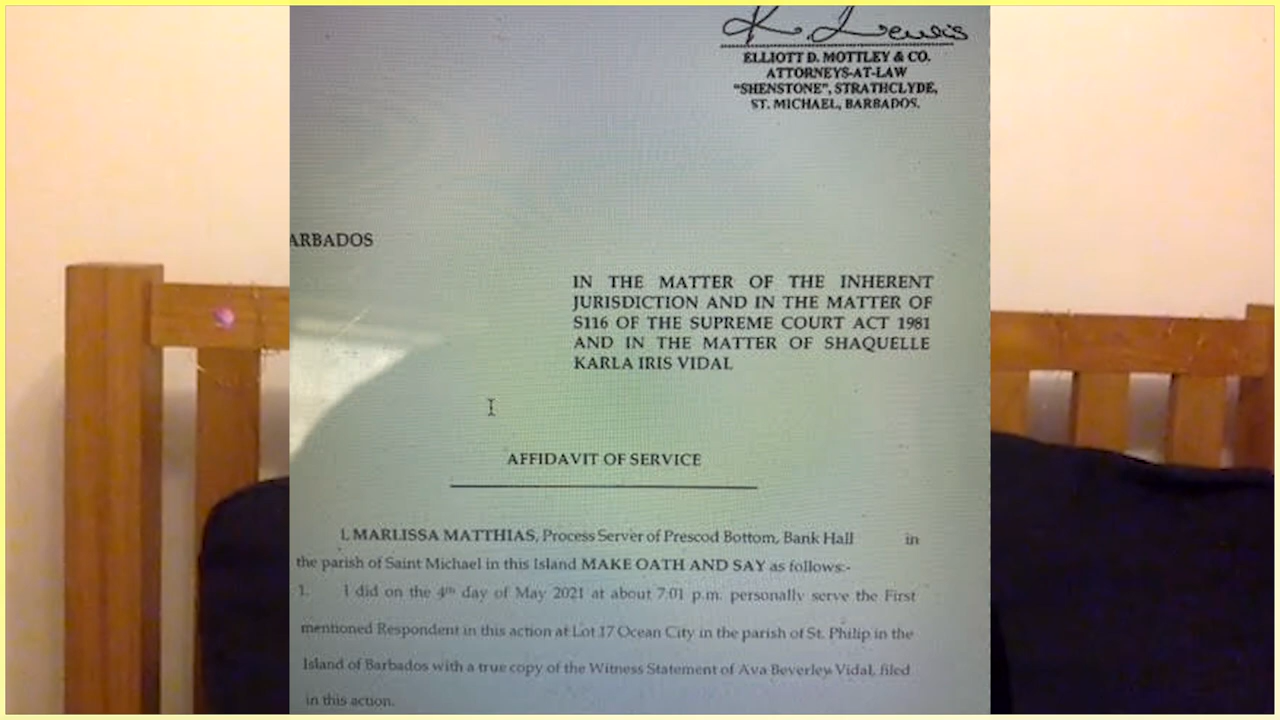 K. Lewis
ELLIOTT D. MOTTLEY & CO.
ATTORNEYS-AT-LAW
"SHENSTONE", STRATHCLYDE,
ST. MICHAEL, BARBADOS.
ARBADOS
IN THE MATTER OF THE INHERENT
JURISDICTION AND IN THE MATTER OF
S116 OF THE SUPREME COURT ACT 1981
AND IN THE MATTER OF SHAQUELLE
KARLA IRIS VIDAL
AFFIDAVIT OF SERVICE
I, MARLISSA MATTHIAS, Process Server of Prescod Bottom, Bank Hall in
the parish of Saint Michael in this Island MAKE OATH AND SAY as follows:-
1. I did on the 4th day of May 2021 at about 7:01 p.m. personally serve the First
mentioned Respondent in this action at Lot 17 Ocean City in the parish of St. Philip in the
Island of Barbados with a true copy of the Witness Statement of Ava Beverley Vidal, filed
in this action.